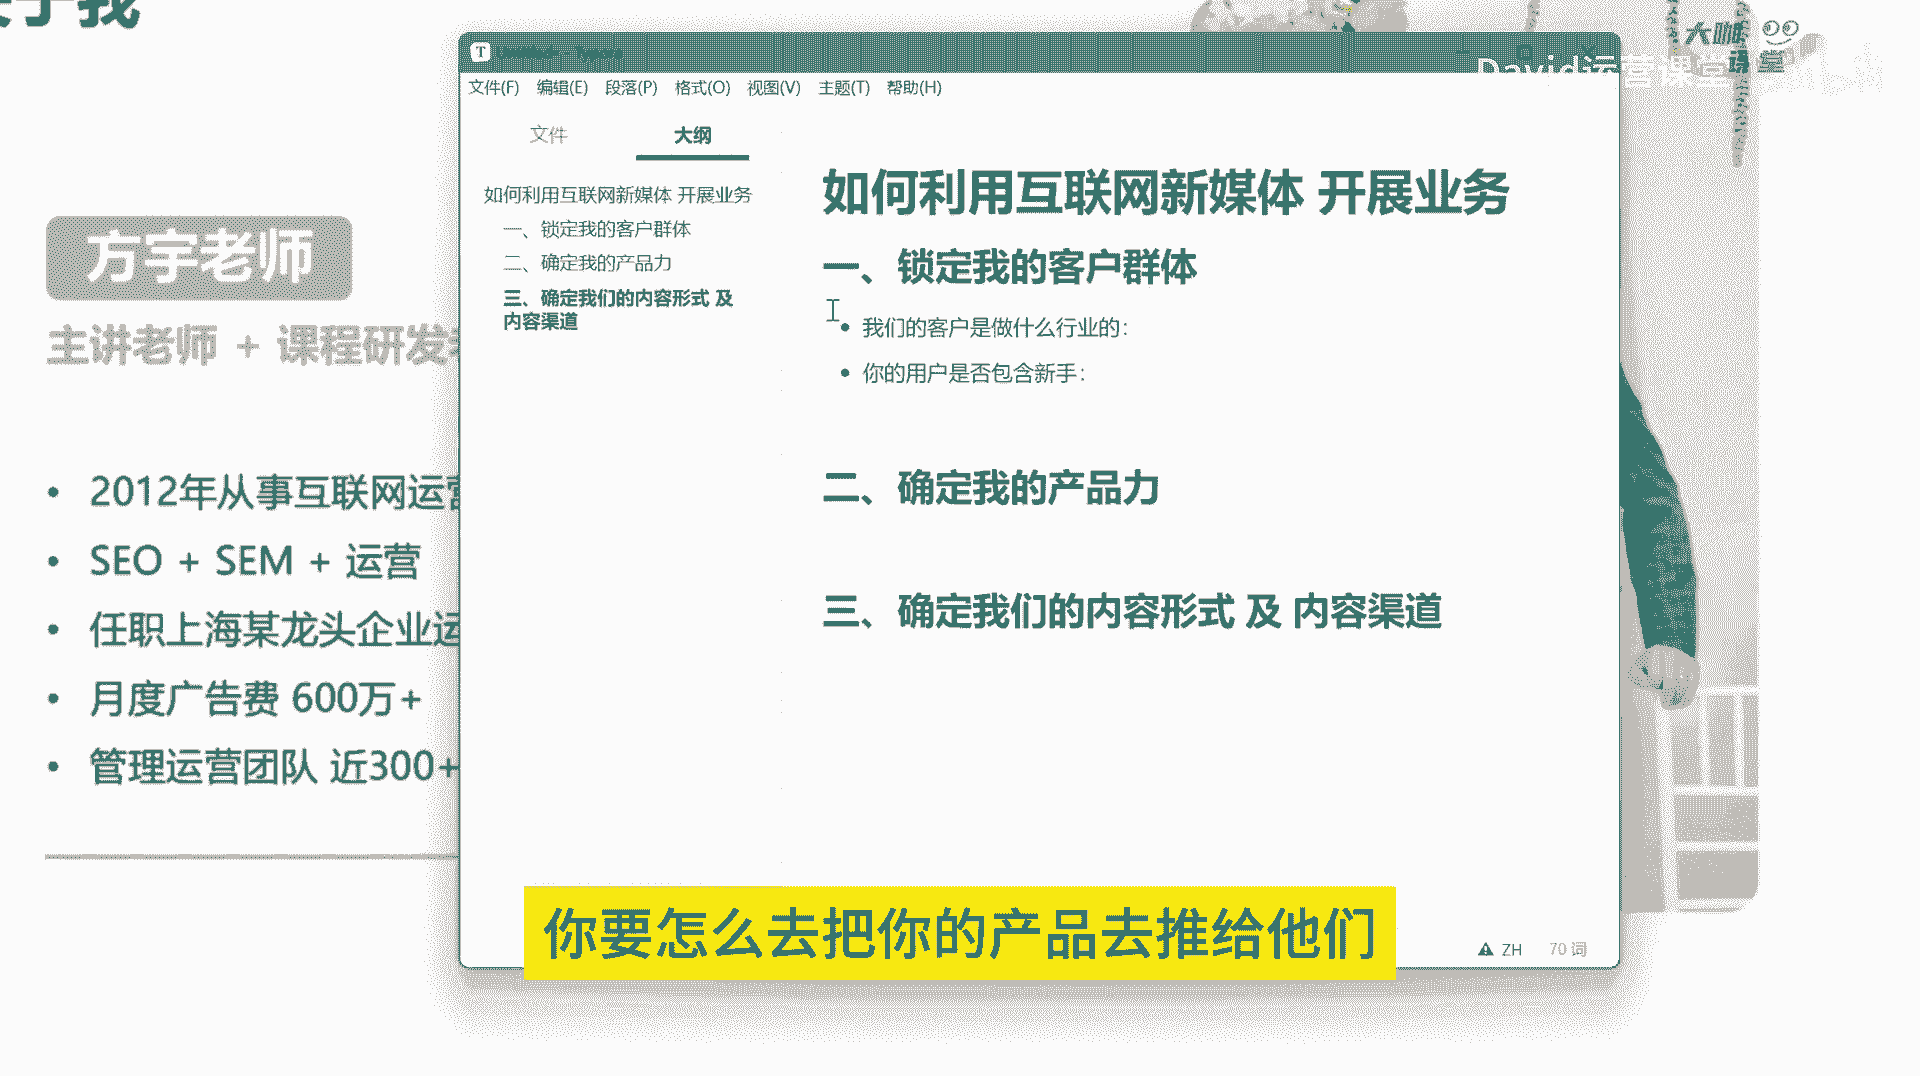 方宇老师
主讲老师 + 课程研发
• 2012年从事互联网运营
• SEO + SEM + 运营
• 任职上海某龙头企业运
• 月度广告费 600万+
• 管理运营团队 近300+
大咖
课堂
David运营课堂
文件(F) 编辑(E) 段落(P) 格式(O) 视图(V) 主题(T) 帮助(H)
文件 大纲
如何利用互联网新媒体 开展业务
一、锁定我的客户群体
二、确定我的产品力
三、确定我们的内容形式 及
内容渠道
如何利用互联网新媒体 开展业务
一、锁定我的客户群体
• 我们的客户是做什么行业的：
• 你的用户是否包含新手：
二、确定我的产品力
三、确定我们的内容形式 及 内容渠道
你要怎么去把你的产品去推给他们
ZH 70 词